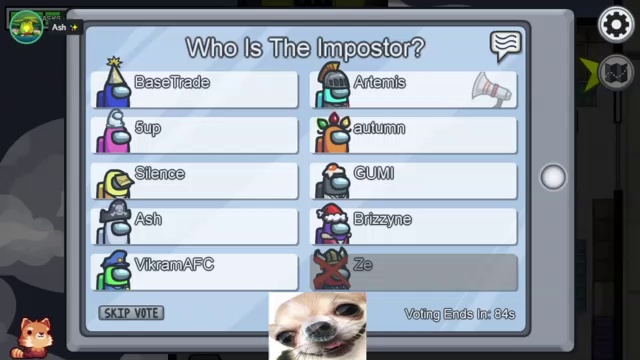 Ash
Who Is The Impostor?
BaseTrade
Artemis
5up
autumn
Silence
GUMI
Ash
Brizzyne
VikramAFC
Ze
SKIP VOTE
Voting Ends In: 84s